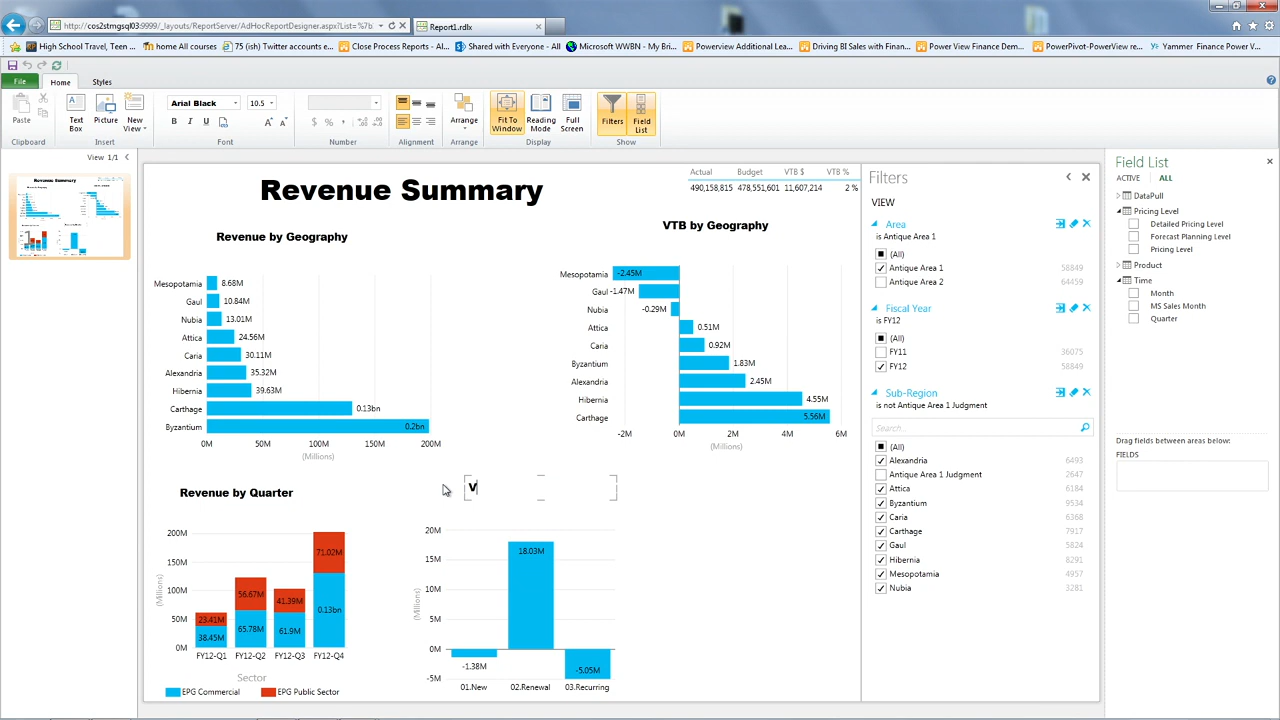 http://cos2stmgsql03:9999/_layouts/ReportServer/AdHocReportDesigner.aspx?List=%7b
Report1.rdlx
High School Travel, Teen ...
home All courses
75 (ish) Twitter accounts e...
Close Process Reports - Al...
Shared with Everyone - All
Microsoft WWBN - My Bri...
Powerview Additional Lea...
Driving BI Sales with Finan...
Power View Finance Dem...
PowerPivot-PowerView re...
Yammer Finance Power V...
File
Home
Styles
Paste
Text Box
Picture
New View
Arial Black
10.5
B I U
A A
$ % ,
Arrange
Fit To Window
Reading Mode
Full Screen
Filters
Field List
Clipboard
Insert
Font
Number
Alignment
Arrange
Display
Show
View 1/1
Revenue Summary
Actual Budget VTB $ VTB %
490,158,815 478,551,601 11,607,214 2 %
Revenue by Geography
Mesopotamia 8.68M
Gaul 10.84M
Nubia 13.01M
Attica 24.56M
Caria 30.11M
Alexandria 35.32M
Hibernia 39.63M
Carthage 0.13bn
Byzantium 0.2bn
0M 50M 100M 150M 200M
(Millions)
VTB by Geography
Mesopotamia -2.45M
Gaul -1.47M
Nubia -0.29M
Attica 0.51M
Caria 0.92M
Byzantium 1.83M
Alexandria 2.45M
Hibernia 4.55M
Carthage 5.56M
-2M 0M 2M 4M 6M
(Millions)
Revenue by Quarter
200M
150M
100M
50M
0M
(Millions)
23.41M
38.45M
56.67M
65.78M
41.39M
61.9M
71.02M
0.13bn
FY12-Q1 FY12-Q2 FY12-Q3 FY12-Q4
Sector
EPG Commercial
EPG Public Sector
V
20M
15M
10M
5M
0M
-5M
(Millions)
-1.38M
18.03M
-5.05M
01.New 02.Renewal 03.Recurring
Filters
VIEW
Area
is Antique Area 1
(All)
Antique Area 1 58849
Antique Area 2 64459
Fiscal Year
is FY12
(All)
FY11 36075
FY12 58849
Sub-Region
is not Antique Area 1 Judgment
Search...
(All)
Alexandria 6493
Antique Area 1 Judgment 2647
Attica 6184
Byzantium 9534
Caria 6368
Carthage 7917
Gaul 5824
Hibernia 8291
Mesopotamia 4957
Nubia 3281
Field List
ACTIVE ALL
DataPull
Pricing Level
Detailed Pricing Level
Forecast Planning Level
Pricing Level
Product
Time
Month
MS Sales Month
Quarter
Drag fields between areas below:
FIELDS